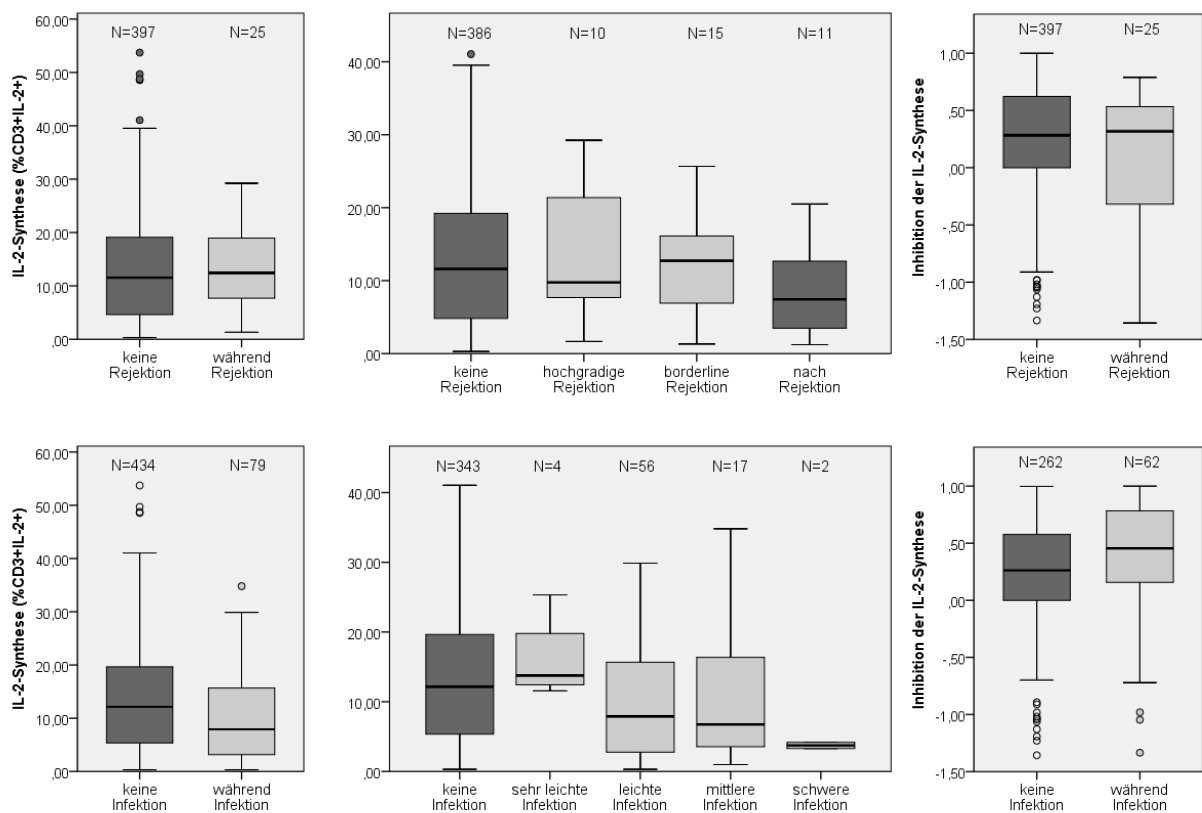 IL-2-Synthese (%CD3+IL-2+)
60,00
50,00
40,00
30,00
20,00
10,00
,00
N=397 N=25
keine während
Rejektion Rejektion
40,00
30,00
20,00
10,00
,00
N=386 N=10 N=15 N=11
keine hochgradige borderline nach
Rejektion Rejektion Rejektion Rejektion
Inhibition der IL-2-Synthese
1,00
,50
,00
-,50
-1,00
-1,50
N=397 N=25
keine während
Rejektion Rejektion
IL-2-Synthese (%CD3+IL-2+)
60,00
50,00
40,00
30,00
20,00
10,00
,00
N=434 N=79
keine während
Infektion Infektion
40,00
30,00
20,00
10,00
,00
N=343 N=4 N=56 N=17 N=2
keine sehr leichte leichte mittlere schwere
Infektion Infektion Infektion Infektion Infektion
Inhibition der IL-2-Synthese
1,00
,50
,00
-,50
-1,00
-1,50
N=262 N=62
keine während
Infektion Infektion